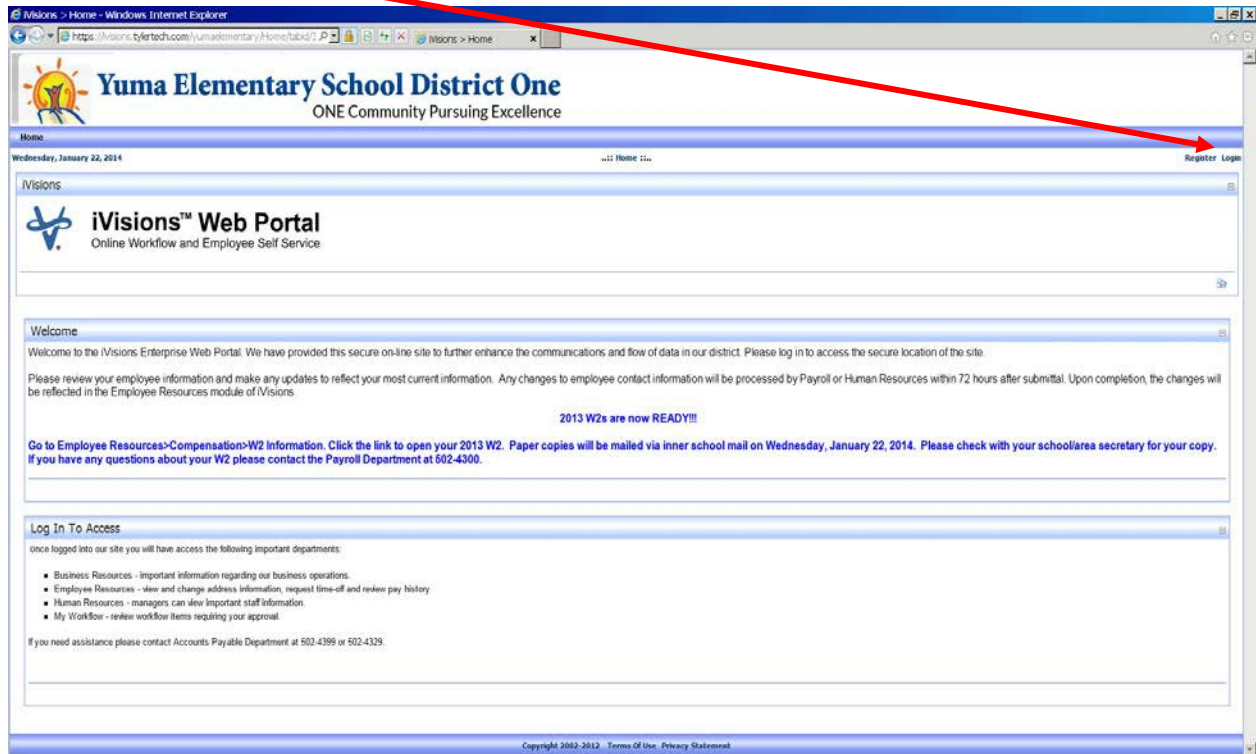 iVisions > Home - Windows Internet Explorer
https://ivisions.tylertech.com/yumaelementary/Home/tabid/
iVisions > Home
Yuma Elementary School District One
ONE Community Pursuing Excellence
Home
Wednesday, January 22, 2014 ..:: Home ::.. Register Login
iVisions
iVisions™ Web Portal
Online Workflow and Employee Self Service
Welcome
Welcome to the iVisions Enterprise Web Portal. We have provided this secure on-line site to further enhance the communications and flow of data in our district. Please log in to access the secure location of the site.
Please review your employee information and make any updates to reflect your most current information. Any changes to employee contact information will be processed by Payroll or Human Resources within 72 hours after submittal. Upon completion, the changes will
be reflected in the Employee Resources module of iVisions
2013 W2s are now READY!!!
Go to Employee Resources>Compensation>W2 Information. Click the link to open your 2013 W2. Paper copies will be mailed via inner school mail on Wednesday, January 22, 2014. Please check with your school/area secretary for your copy.
If you have any questions about your W2 please contact the Payroll Department at 502-4300.
Log In To Access
once logged into our site you will have access the following important departments:
Business Resources - important information regarding our business operations.
Employee Resources - view and change address information, request time-off and review pay history
Human Resources - managers can view important staff information.
My Workflow - review workflow items requiring your approval.
If you need assistance please contact Accounts Payable Department at 502-4399 or 502-4329.
Copyright 2002-2012 Terms Of Use Privacy Statement